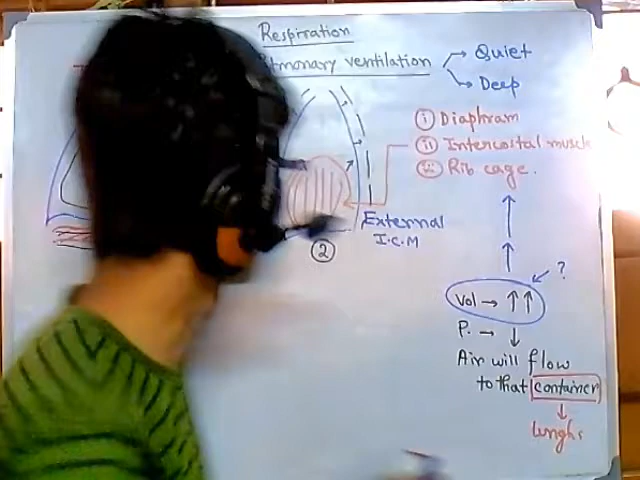 Respiration
ventilation → Quiet
→ Deep
i Diaphram
ii Intercostal muscle
iii Rib cage.
External
I.C.M
2
?
Vol → ↑↑
P. → ↓
Air will flow
to that container
↓
lungs